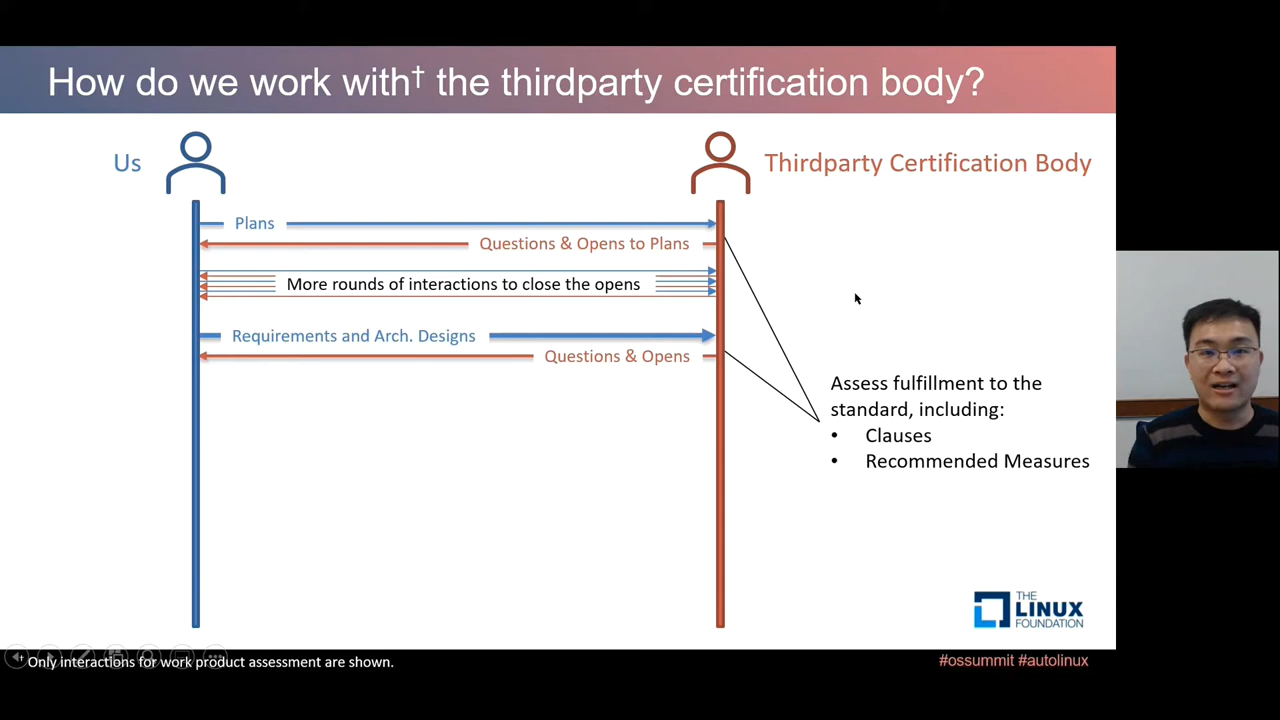 How do we work with† the thirdparty certification body?
Us
Thirdparty Certification Body
Plans
Questions & Opens to Plans
More rounds of interactions to close the opens
Requirements and Arch. Designs
Questions & Opens
Assess fulfillment to the
standard, including:
• Clauses
• Recommended Measures
THE
LINUX
FOUNDATION
† Only interactions for work product assessment are shown.
#ossummit #autolinux